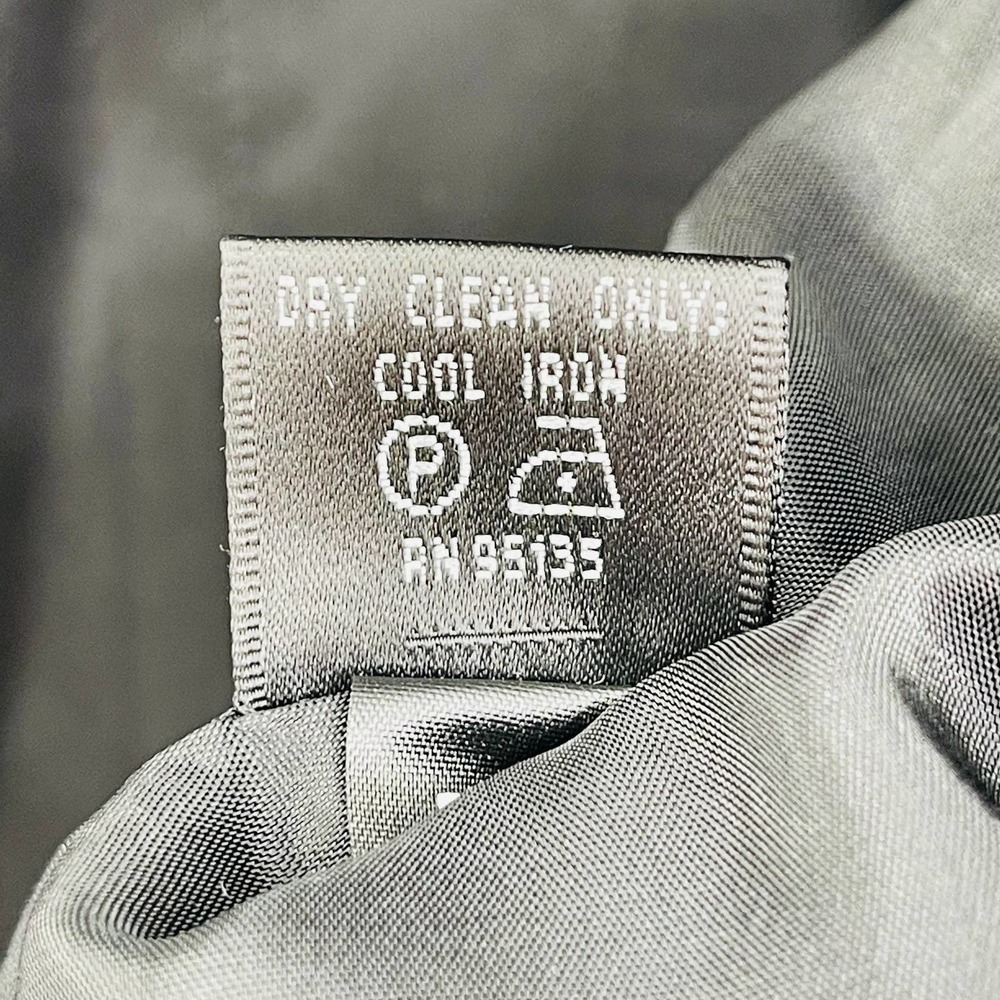 DRY CLEAN ONLY;
COOL IRON
P
RN 95135